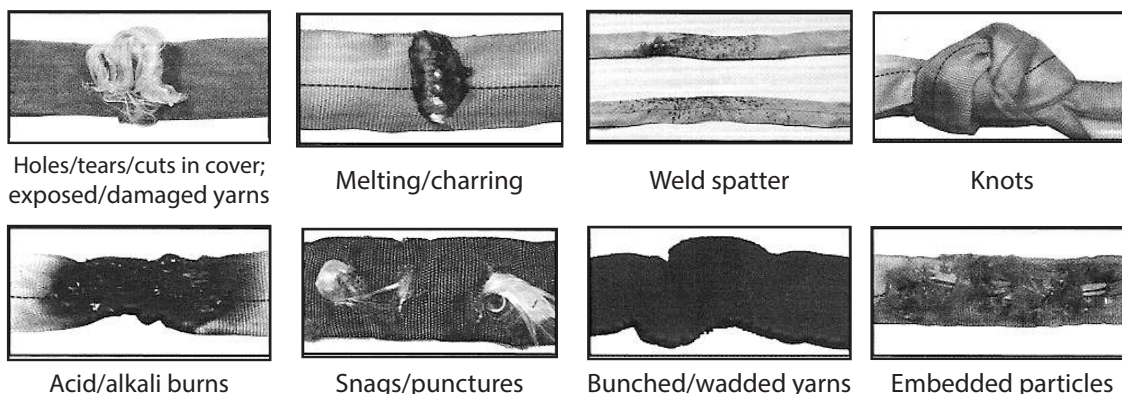 Holes/tears/cuts in cover;
exposed/damaged yarns
Melting/charring
Weld spatter
Knots
Acid/alkali burns
Snags/punctures
Bunched/wadded yarns
Embedded particles